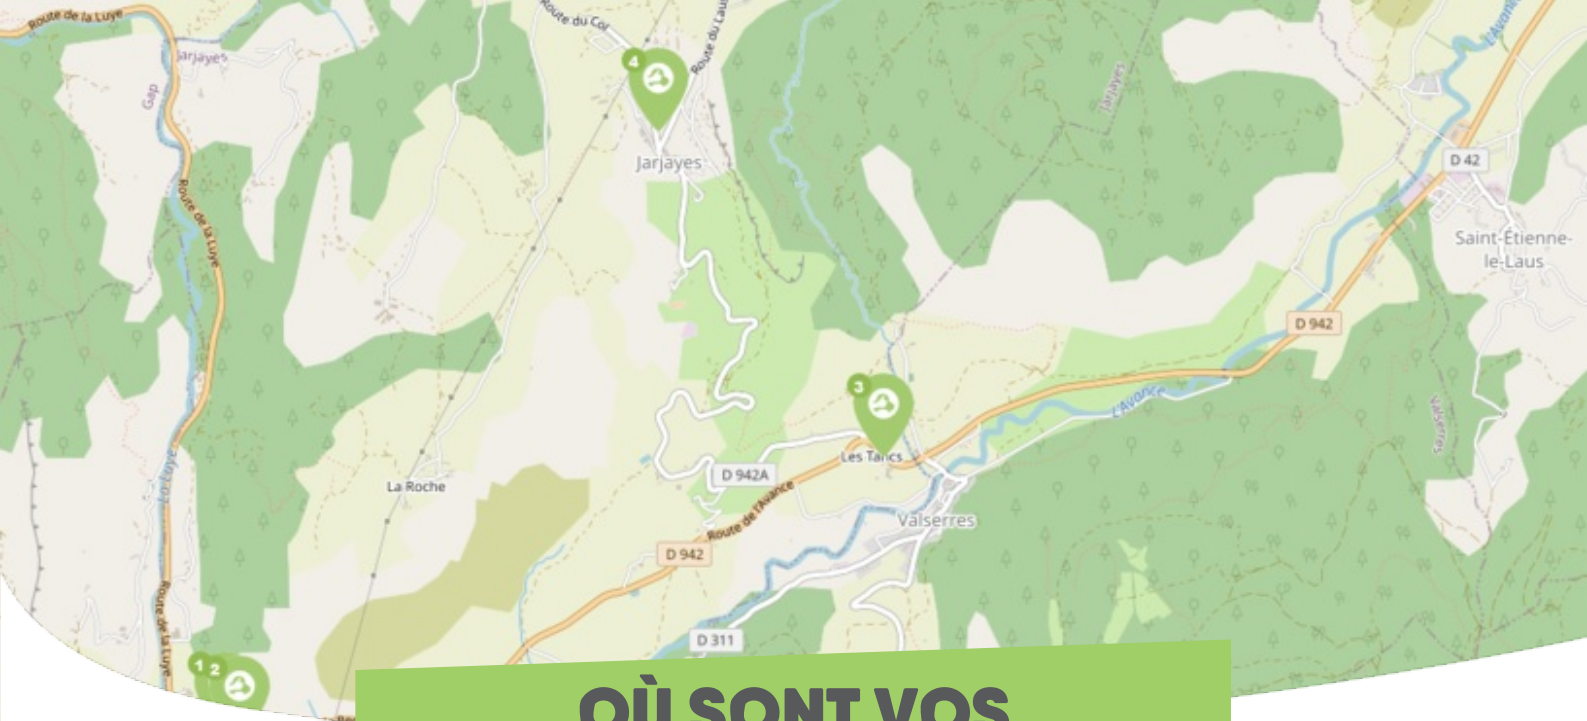 Route de la Luye
Route du Col
Route du Lau
L'Avance
4
Jarjayes
Gap
Jarjayes
Jarjayes
D 42
Route de la Luye
Saint-Étienne-
le-Laus
D 942
3
L'Avance
Valserres
Les Tancs
La Luye
La Roche
D 942A
Route de l'Avance
Valserres
D 942
Route de la Luye
D 311
1 2
OÙ SONT VOS